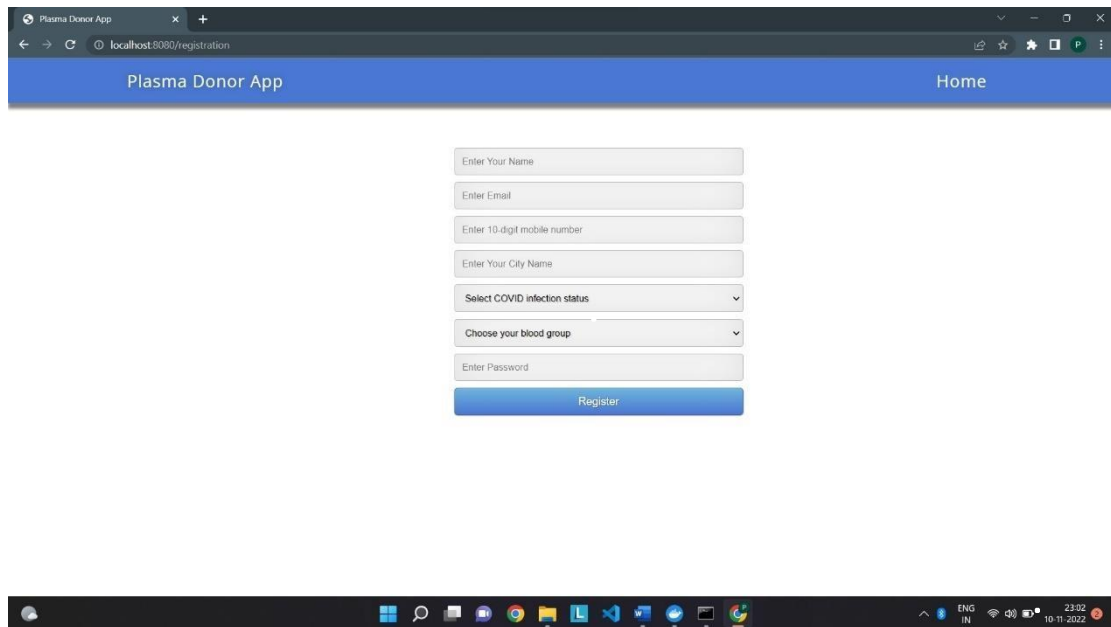 Plasma Donor App
localhost:8080/registration
P
Plasma Donor App
Home
Enter Your Name
Enter Email
Enter 10-digit mobile number
Enter Your City Name
Select COVID infection status
Choose your blood group
Enter Password
Register
L
W
ENG
IN
23:02
10-11-2022
2